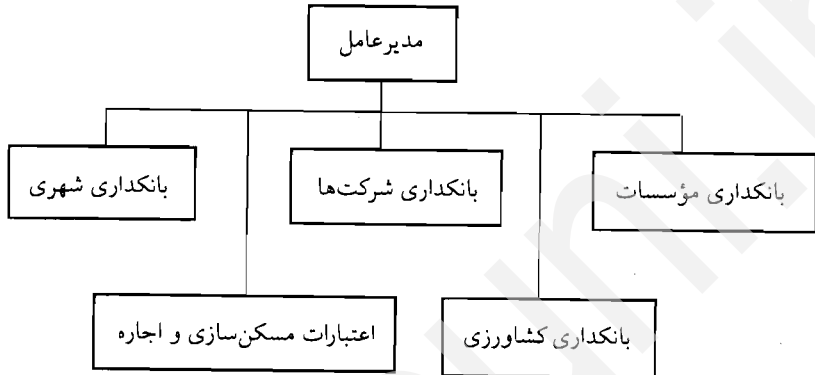 مدیرعامل
بانکداری مؤسسات
بانکداری شرکت‌ها
بانکداری شهری
بانکداری کشاورزی
اعتبارات مسکن‌سازی و اجاره